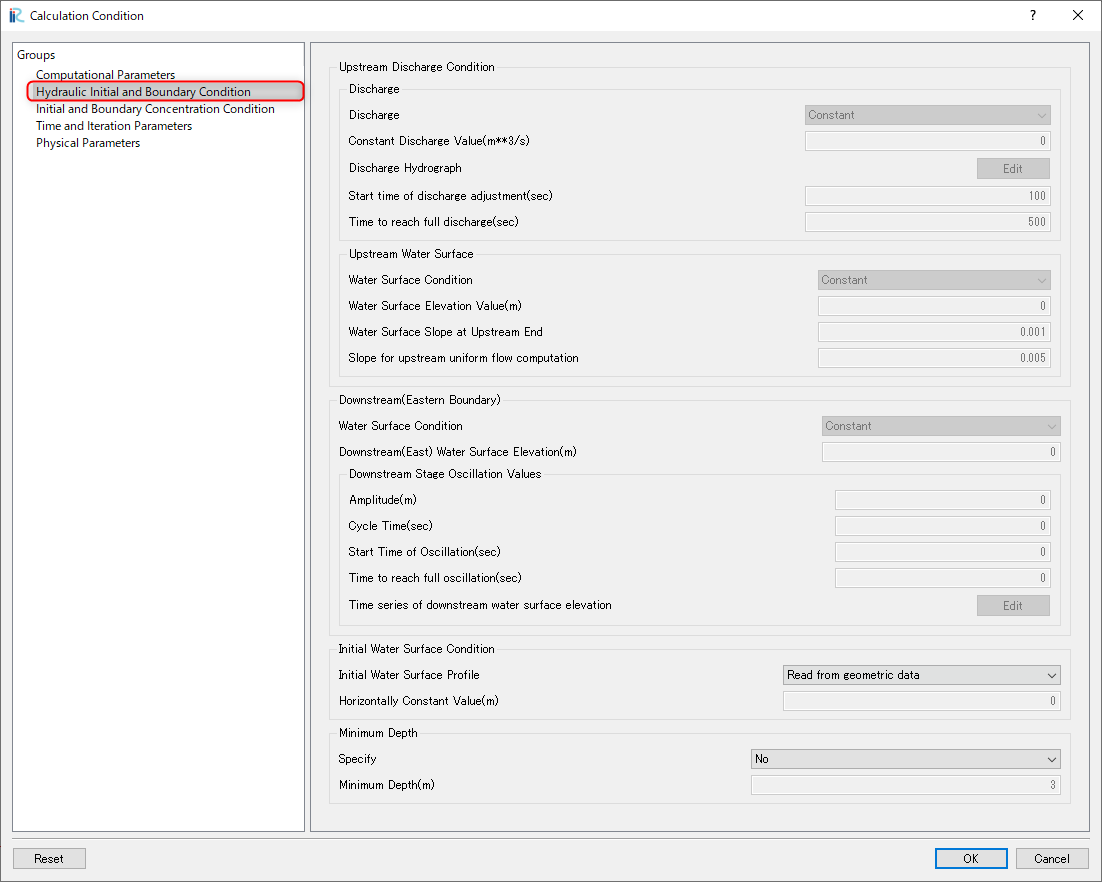 iRiC
Calculation Condition
?
Groups
Computational Parameters
Hydraulic Initial and Boundary Condition
Initial and Boundary Concentration Condition
Time and Iteration Parameters
Physical Parameters
Upstream Discharge Condition
Discharge
Discharge Constant
Constant Discharge Value(m**3/s) 0
Discharge Hydrograph Edit
Start time of discharge adjustment(sec) 100
Time to reach full discharge(sec) 500
Upstream Water Surface
Water Surface Condition Constant
Water Surface Elevation Value(m) 0
Water Surface Slope at Upstream End 0.001
Slope for upstream uniform flow computation 0.005
Downstream(Eastern Boundary)
Water Surface Condition Constant
Downstream(East) Water Surface Elevation(m) 0
Downstream Stage Oscillation Values
Amplitude(m) 0
Cycle Time(sec) 0
Start Time of Oscillation(sec) 0
Time to reach full oscillation(sec) 0
Time series of downstream water surface elevation Edit
Initial Water Surface Condition
Initial Water Surface Profile Read from geometric data
Horizontally Constant Value(m) 0
Minimum Depth
Specify No
Minimum Depth(m) 3
Reset OK Cancel